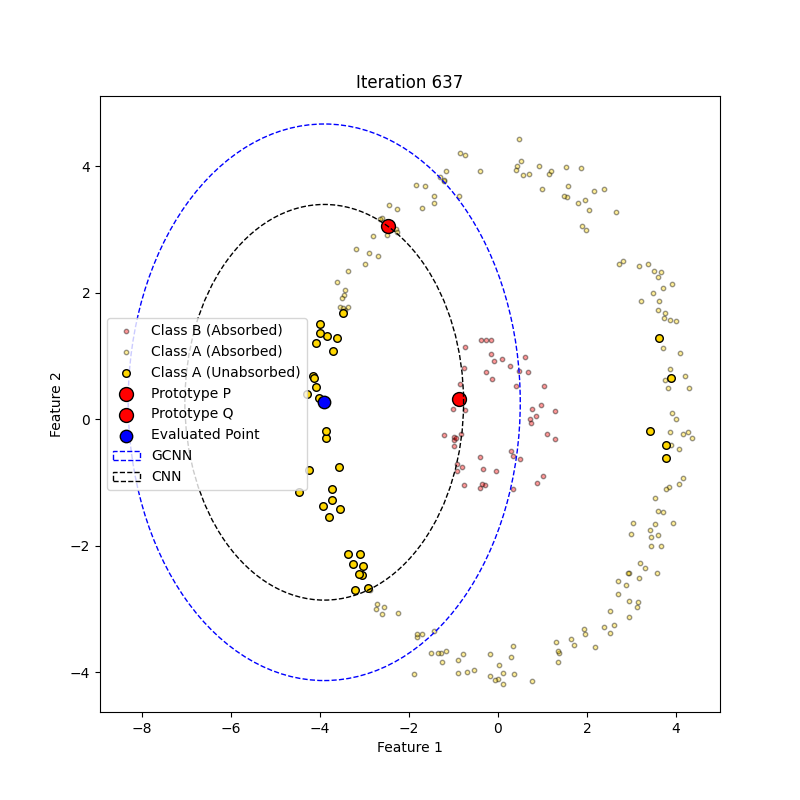 Iteration 637
Feature 2
4
2
0
−2
−4
Class B (Absorbed)
Class A (Absorbed)
Class A (Unabsorbed)
Prototype P
Prototype Q
Evaluated Point
GCNN
CNN
−8 −6 −4 −2 0 2 4
Feature 1